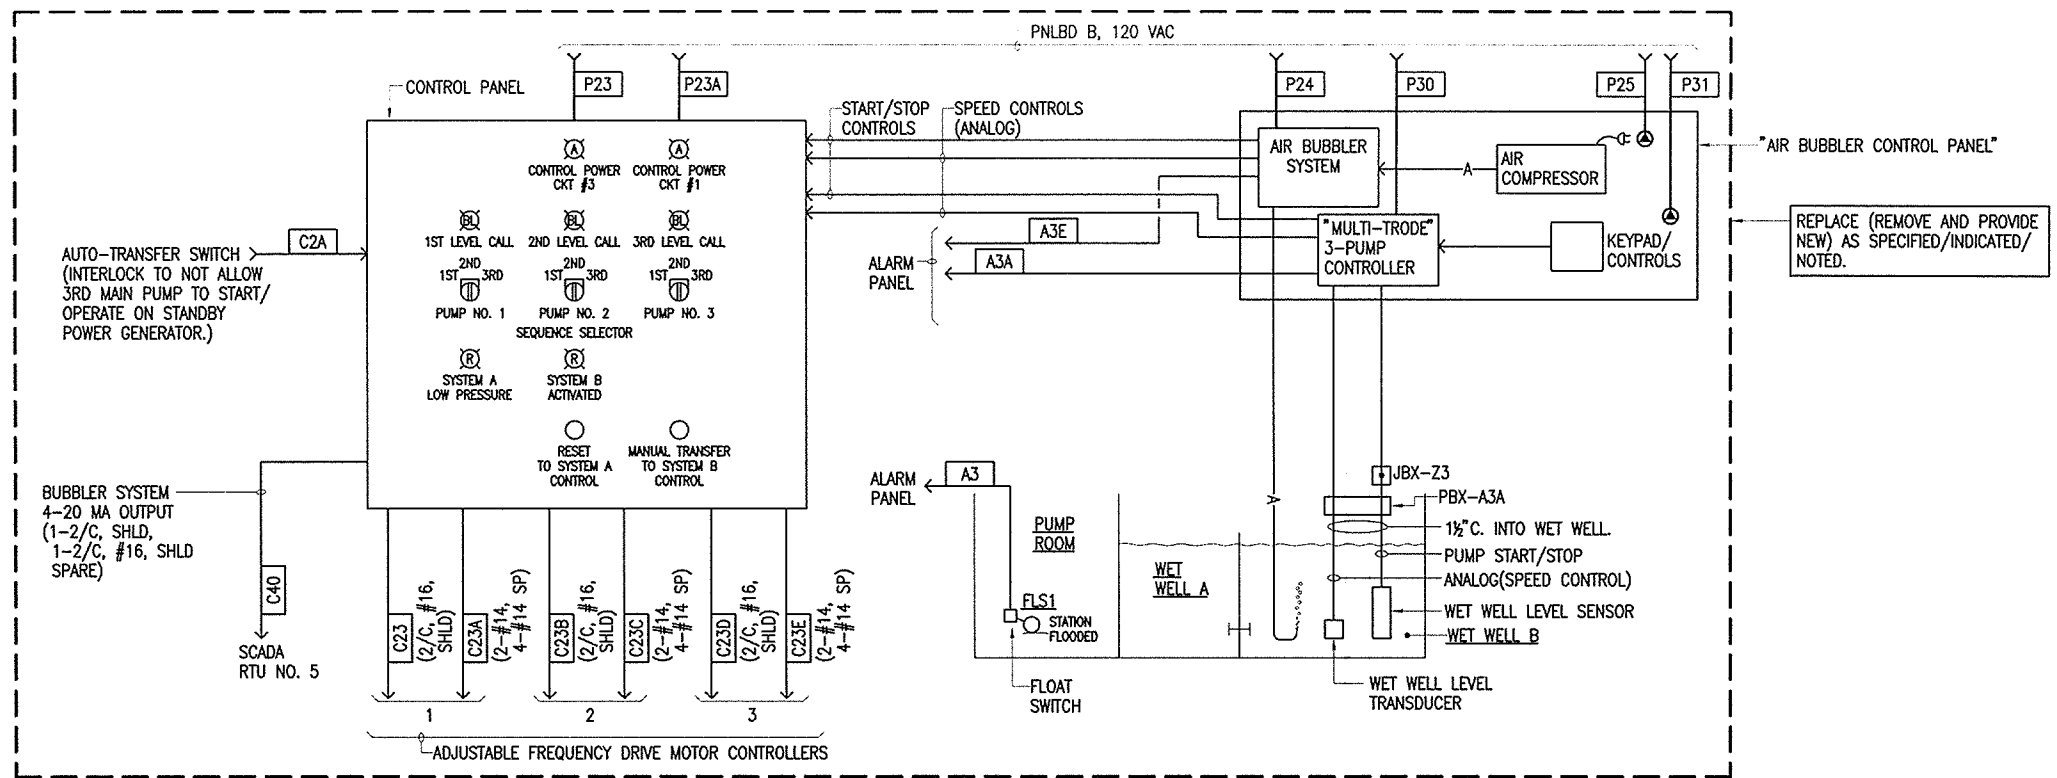 PNLBD B, 120 VAC
CONTROL PANEL
P23
P23A
START/STOP
CONTROLS
SPEED CONTROLS
(ANALOG)
P24
P30
P25
P31
A
CONTROL POWER
CKT #3
A
CONTROL POWER
CKT #1
BL
1ST LEVEL CALL
BL
2ND LEVEL CALL
BL
3RD LEVEL CALL
2ND
1ST 3RD
PUMP NO. 1
2ND
1ST 3RD
PUMP NO. 2
2ND
1ST 3RD
PUMP NO. 3
SEQUENCE SELECTOR
R
SYSTEM A
LOW PRESSURE
R
SYSTEM B
ACTIVATED
RESET
TO SYSTEM A
CONTROL
MANUAL TRANSFER
TO SYSTEM B
CONTROL
C2A
AUTO-TRANSFER SWITCH
(INTERLOCK TO NOT ALLOW
3RD MAIN PUMP TO START/
OPERATE ON STANDBY
POWER GENERATOR.)
BUBBLER SYSTEM
4-20 MA OUTPUT
(1-2/C, SHLD,
1-2/C, #16, SHLD
SPARE)
C40
SCADA
RTU NO. 5
C23
(2/C, #16,
SHLD)
C23A
(2-#14,
4-#14 SP)
C23B
(2/C, #16,
SHLD)
C23C
(2-#14,
4-#14 SP)
C23D
(2/C, #16,
SHLD)
C23E
(2-#14,
4-#14 SP)
1
2
3
ADJUSTABLE FREQUENCY DRIVE MOTOR CONTROLLERS
AIR BUBBLER
SYSTEM
A
AIR
COMPRESSOR
"AIR BUBBLER CONTROL PANEL"
"MULTI-TRODE"
3-PUMP
CONTROLLER
KEYPAD/
CONTROLS
REPLACE (REMOVE AND PROVIDE
NEW) AS SPECIFIED/INDICATED/
NOTED.
ALARM
PANEL
A3E
A3A
ALARM
PANEL
A3
PUMP
ROOM
FLS1
STATION
FLOODED
FLOAT
SWITCH
WET
WELL A
A
JBX-Z3
PBX-A3A
1½"C. INTO WET WELL.
PUMP START/STOP
ANALOG(SPEED CONTROL)
WET WELL LEVEL SENSOR
WET WELL B
WET WELL LEVEL
TRANSDUCER